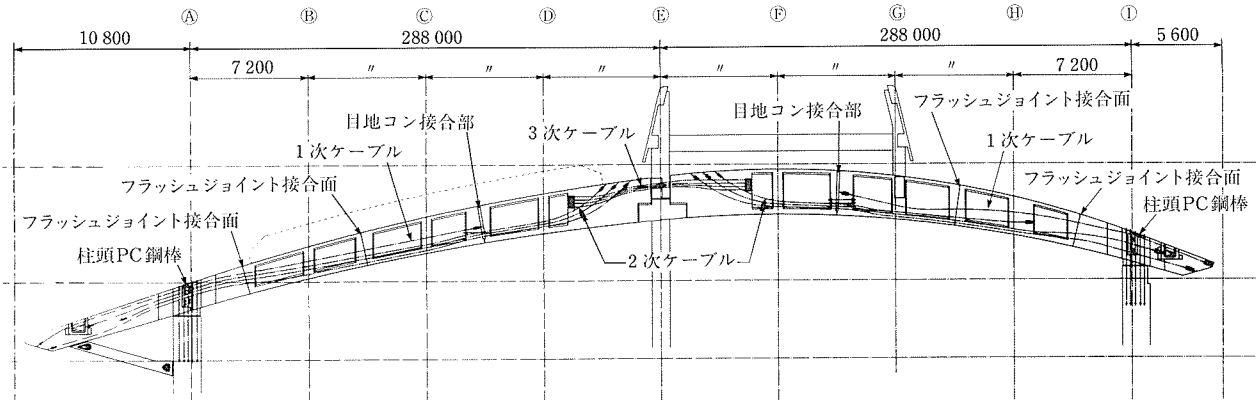 Ⓐ Ⓑ Ⓒ Ⓓ Ⓔ Ⓕ Ⓖ Ⓗ Ⓘ
10 800 288 000 288 000 5 600
7 200 〃 〃 〃 〃 〃 〃 7 200
フラッシュジョイント接合面
目地コン接合部
目地コン接合部
3次ケーブル
1次ケーブル
1次ケーブル
フラッシュジョイント接合面
フラッシュジョイント接合面
フラッシュジョイント接合面
柱頭PC鋼棒
柱頭PC鋼棒
2次ケーブル